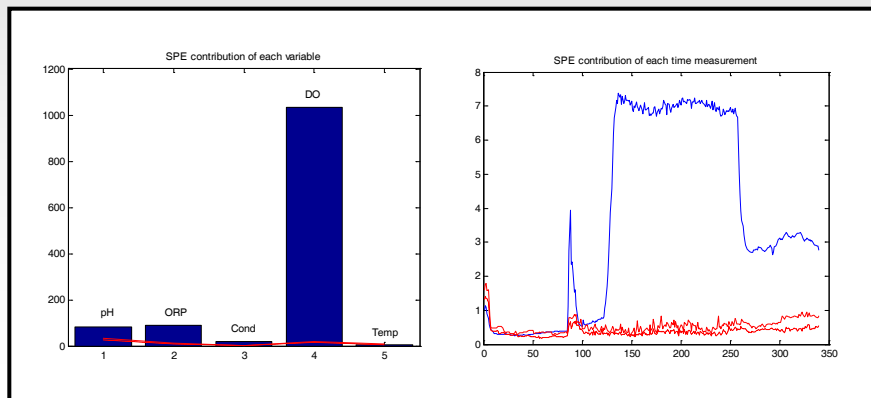 SPE contribution of each variable
1200
1000
800
600
400
200
0
pH
ORP
Cond
DO
Temp
1 2 3 4 5
SPE contribution of each time measurement
8
7
6
5
4
3
2
1
0
0 50 100 150 200 250 300 350